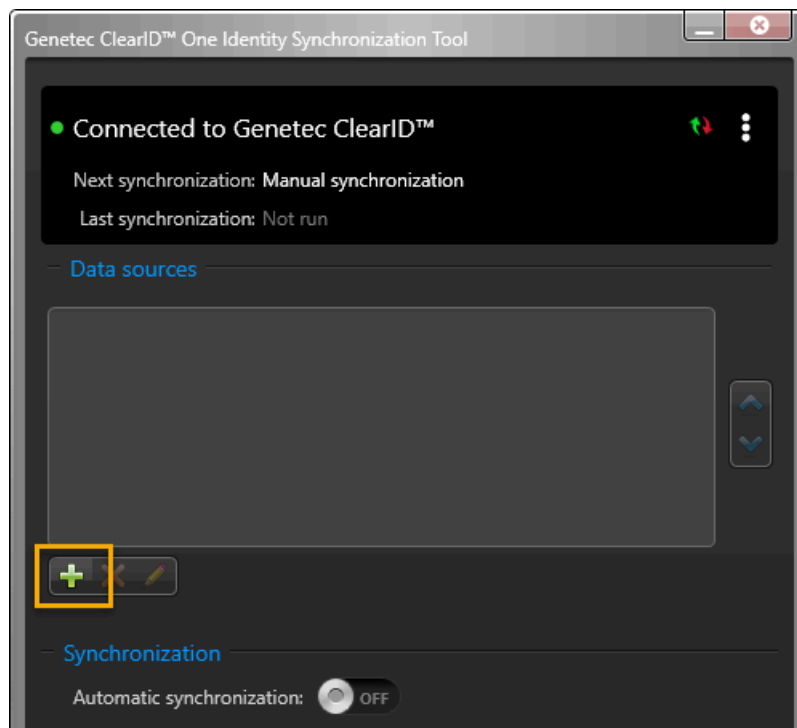 Genetec ClearID™ One Identity Synchronization Tool
Connected to Genetec ClearID™
Next synchronization: Manual synchronization
Last synchronization: Not run
Data sources
Synchronization
Automatic synchronization: OFF